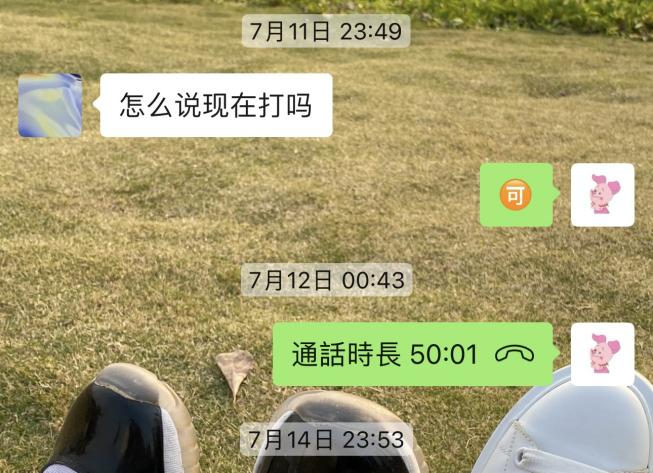 7月11日 23:49
怎么说现在打吗
🉑
7月12日 00:43
通話時長 50:01
7月14日 23:53